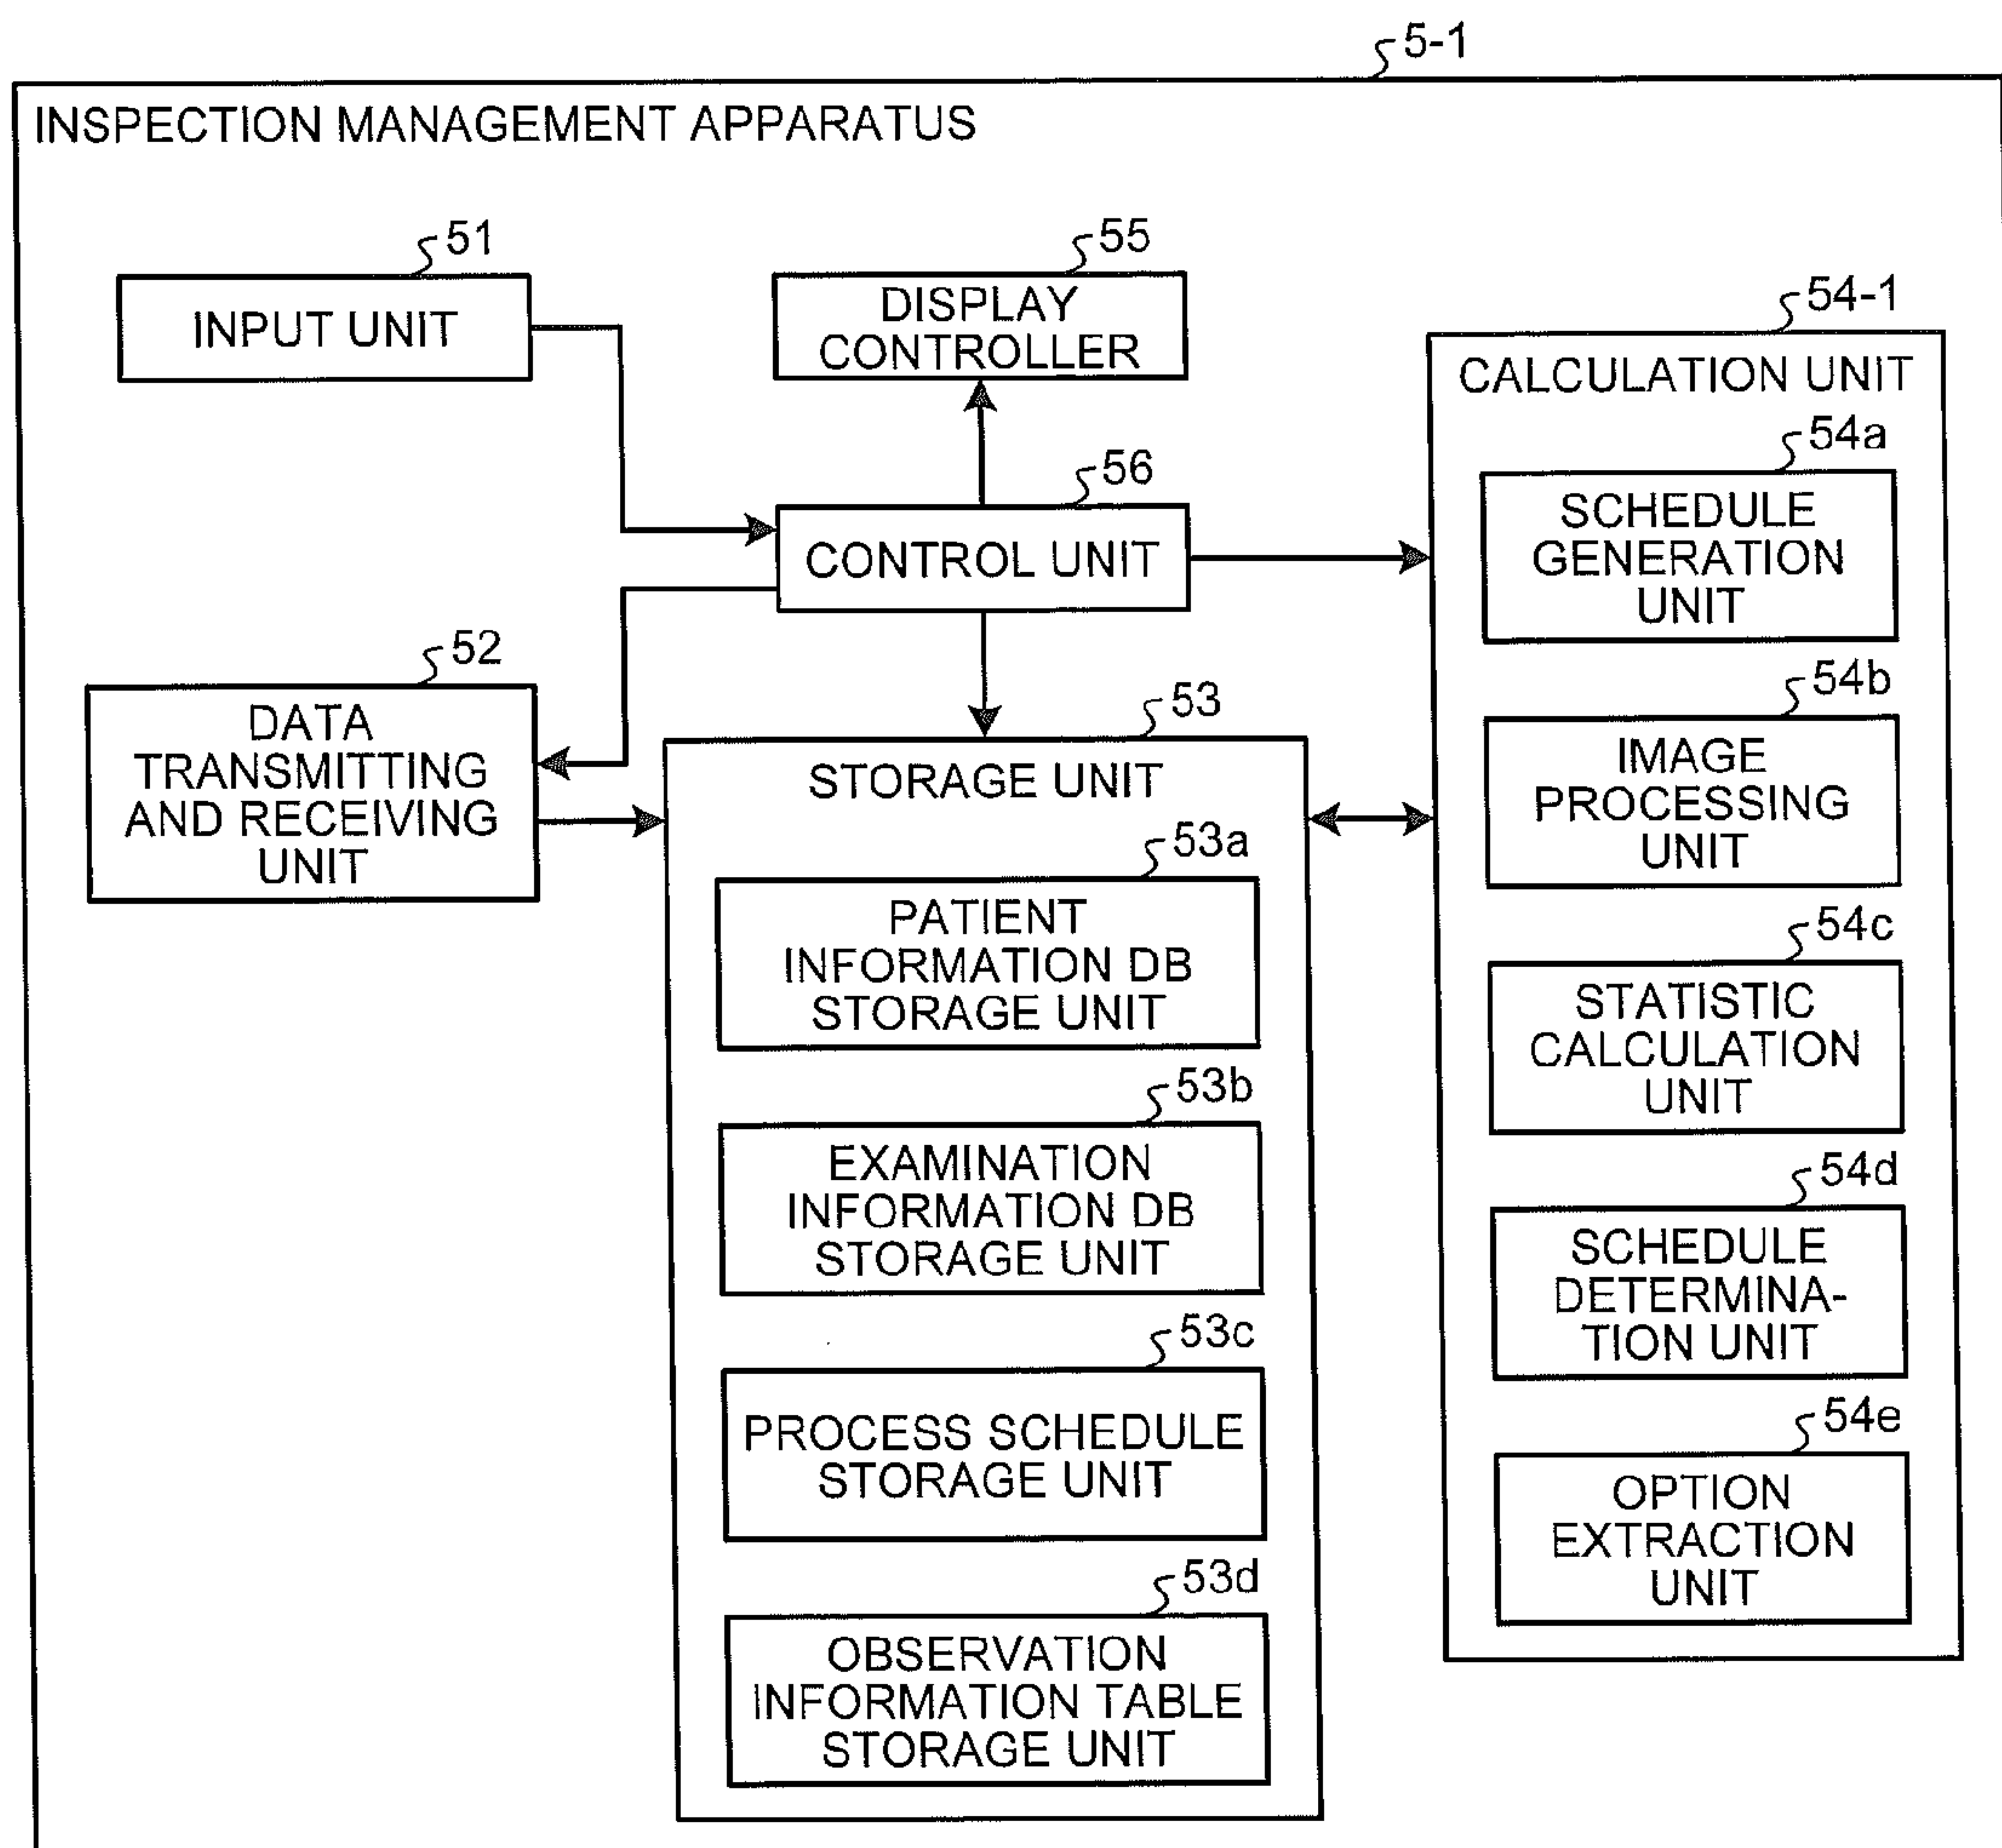 5-1
INSPECTION MANAGEMENT APPARATUS
51
INPUT UNIT
55
DISPLAY
CONTROLLER
56
CONTROL UNIT
52
DATA
TRANSMITTING
AND RECEIVING
UNIT
53
STORAGE UNIT
53a
PATIENT
INFORMATION DB
STORAGE UNIT
53b
EXAMINATION
INFORMATION DB
STORAGE UNIT
53c
PROCESS SCHEDULE
STORAGE UNIT
53d
OBSERVATION
INFORMATION TABLE
STORAGE UNIT
54-1
CALCULATION UNIT
54a
SCHEDULE
GENERATION
UNIT
54b
IMAGE
PROCESSING
UNIT
54c
STATISTIC
CALCULATION
UNIT
54d
SCHEDULE
DETERMINA-
TION UNIT
54e
OPTION
EXTRACTION
UNIT